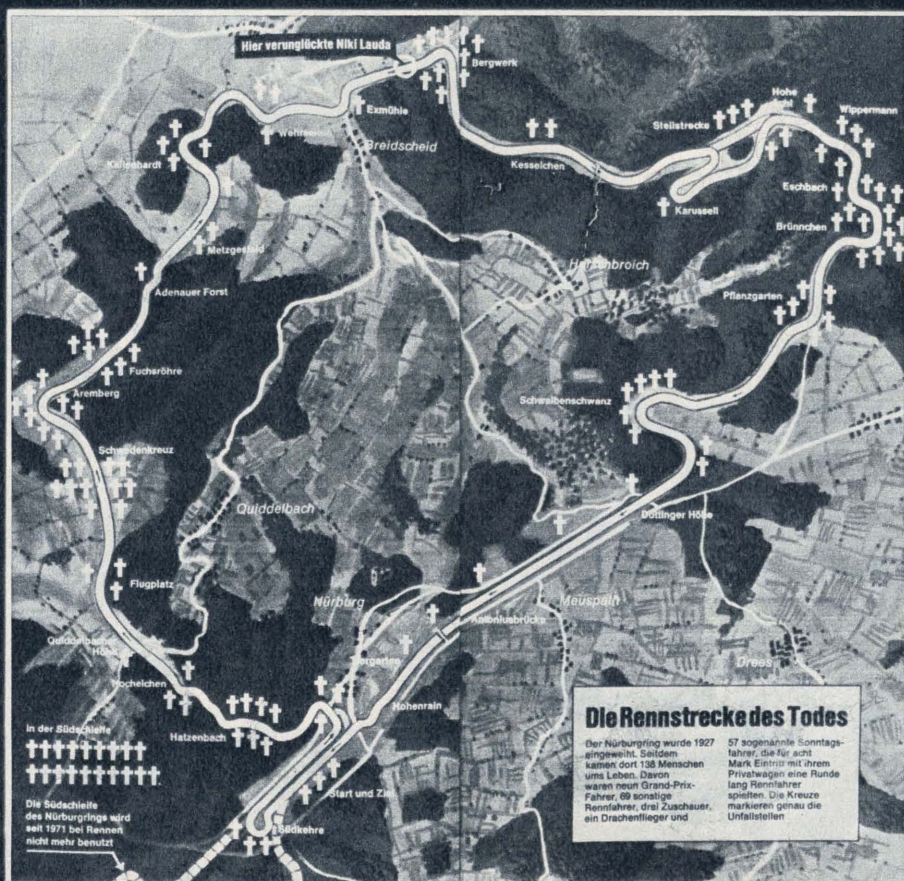 Hier verunglückte Niki Lauda
Bergwerk
Hohe
Acht
Wippermann
Steilstrecke
Exmühle
Wehrseifen
Breidscheid
Kallenhardt
Kesselchen
Eschbach
Karussell
Brünnchen
Metzgesfeld
Herschbroich
Adenauer Forst
Pflanzgarten
Fuchsröhre
Aremberg
Schwalbenschwanz
Schwedenkreuz
Quiddelbach
Döttinger Höhe
Flugplatz
Nürburg
Meuspath
Antoniusbrücke
Quiddelbacher
Höhe
Tiergarten
Drees
Hocheichen
Hohenrain
Hatzenbach
In der Südschleife
Start und Ziel
Südkehre
Die Südschleife
des Nürburgrings wird
seit 1971 bei Rennen
nicht mehr benutzt
Die Rennstrecke des Todes
Der Nürburgring wurde 1927
eingeweiht. Seitdem
kamen dort 138 Menschen
ums Leben. Davon
waren neun Grand-Prix-
Fahrer, 69 sonstige
Rennfahrer, drei Zuschauer,
ein Drachenflieger und
57 sogenannte Sonntags-
fahrer, die für acht
Mark Eintritt mit ihrem
Privatwagen eine Runde
lang Rennfahrer
spielten. Die Kreuze
markieren genau die
Unfallstellen